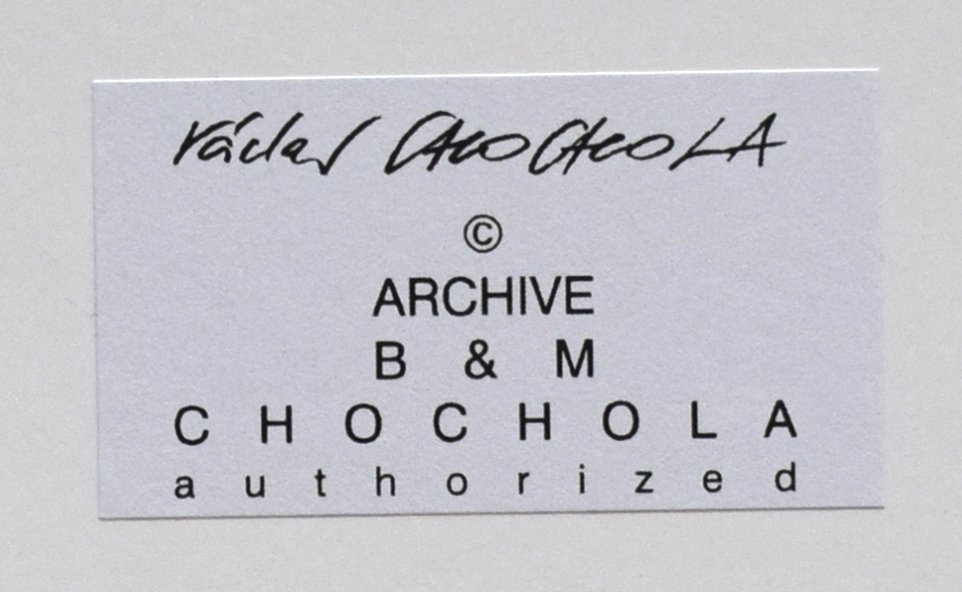 Václav CHOCHOLA
©
ARCHIVE
B & M
CHOCHOLA
authorized